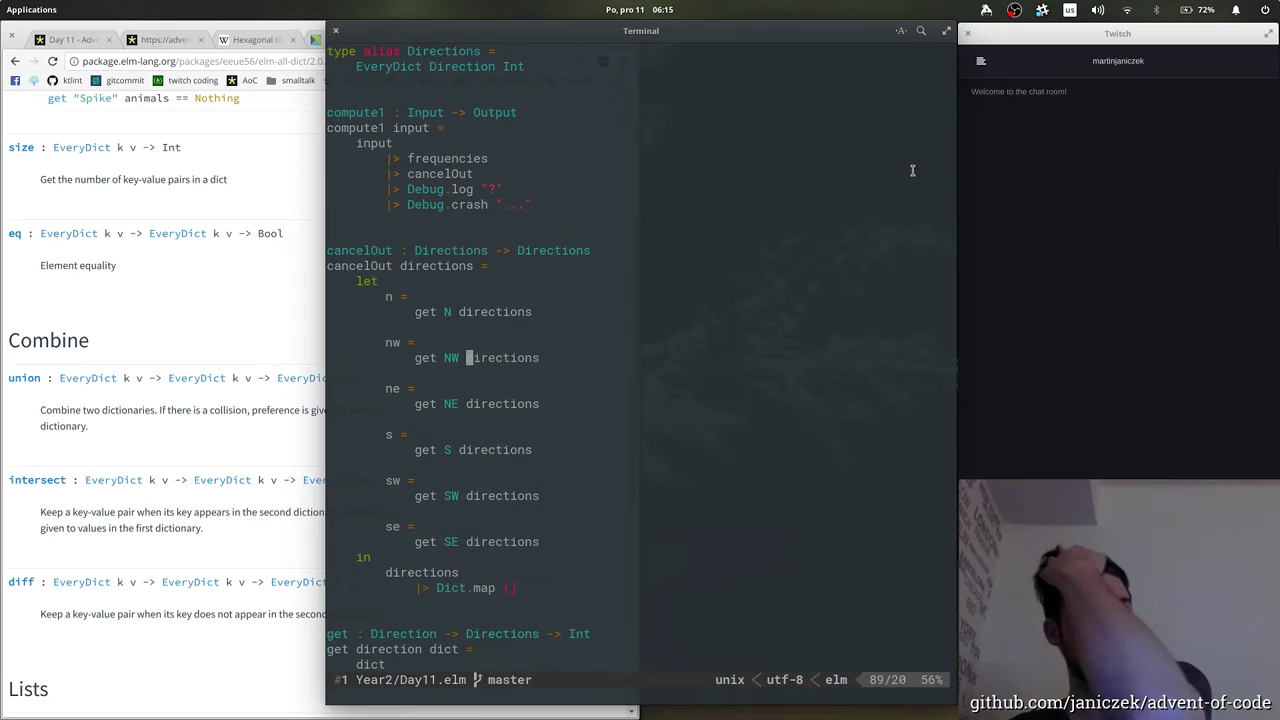 Applications
Po, pro 11 06:15
us
72%
Day 11 - Adve
https://adven
Wikipedia
Hexagonal til
package.elm-lang.org/packages/eeue56/elm-all-dict/2.0.
ktlint
gitcommit
twitch coding
AoC
smalltalk
get "Spike" animals == Nothing
size : EveryDict k v -> Int
Get the number of key-value pairs in a dict
eq : EveryDict k v -> EveryDict k v -> Bool
Element equality
Combine
union : EveryDict k v -> EveryDict k v -> EveryDic
Combine two dictionaries. If there is a collision, preference is give
dictionary.
intersect : EveryDict k v -> EveryDict k v -> Ev
Keep a key-value pair when its key appears in the second dictio
given to values in the first dictionary.
diff : EveryDict k v -> EveryDict k v -> EveryDict
Keep a key-value pair when its key does not appear in the secon
Lists
Terminal
type alias Directions =
EveryDict Direction Int
compute1 : Input -> Output
compute1 input =
input
|> frequencies
|> cancelOut
|> Debug.log "?"
|> Debug.crash "..."
cancelOut : Directions -> Directions
cancelOut directions =
let
n =
get N directions
nw =
get NW directions
ne =
get NE directions
s =
get S directions
sw =
get SW directions
se =
get SE directions
in
directions
|> Dict.map ()
get : Direction -> Directions -> Int
get direction dict =
dict
#1 Year2/Day11.elm master
unix < utf-8 < elm 89/20 56%
Twitch
martinjaniczek
Welcome to the chat room!
github.com/janiczek/advent-of-code